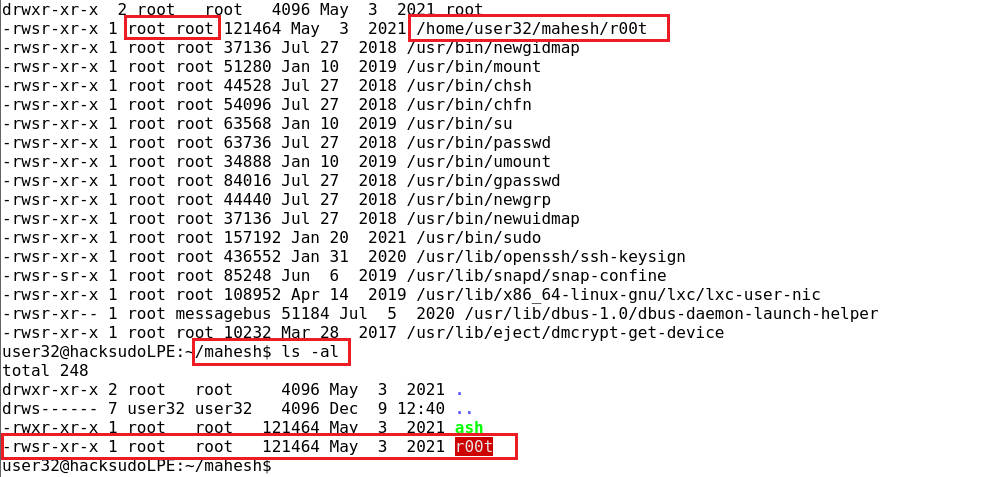 drwxr-xr-x  2 root   root   4096 May  3  2021 root
-rwsr-xr-x 1 root root 121464 May  3  2021 /home/user32/mahesh/r00t
-rwsr-xr-x 1 root root 37136 Jul 27  2018 /usr/bin/newgidmap
-rwsr-xr-x 1 root root 51280 Jan 10  2019 /usr/bin/mount
-rwsr-xr-x 1 root root 44528 Jul 27  2018 /usr/bin/chsh
-rwsr-xr-x 1 root root 54096 Jul 27  2018 /usr/bin/chfn
-rwsr-xr-x 1 root root 63568 Jan 10  2019 /usr/bin/su
-rwsr-xr-x 1 root root 63736 Jul 27  2018 /usr/bin/passwd
-rwsr-xr-x 1 root root 34888 Jan 10  2019 /usr/bin/umount
-rwsr-xr-x 1 root root 84016 Jul 27  2018 /usr/bin/gpasswd
-rwsr-xr-x 1 root root 44440 Jul 27  2018 /usr/bin/newgrp
-rwsr-xr-x 1 root root 37136 Jul 27  2018 /usr/bin/newuidmap
-rwsr-xr-x 1 root root 157192 Jan 20  2021 /usr/bin/sudo
-rwsr-xr-x 1 root root 436552 Jan 31  2020 /usr/lib/openssh/ssh-keysign
-rwsr-sr-x 1 root root 85248 Jun  6  2019 /usr/lib/snapd/snap-confine
-rwsr-xr-x 1 root root 108952 Apr 14  2019 /usr/lib/x86_64-linux-gnu/lxc/lxc-user-nic
-rwsr-xr-- 1 root messagebus 51184 Jul  5  2020 /usr/lib/dbus-1.0/dbus-daemon-launch-helper
-rwsr-xr-x 1 root root 10232 Mar 28  2017 /usr/lib/eject/dmcrypt-get-device
user32@hacksudoLPE:~/mahesh$ ls -al
total 248
drwxr-xr-x 2 root   root     4096 May  3  2021 .
drws------ 7 user32 user32   4096 Dec  9 12:40 ..
-rwxr-xr-x 1 root   root   121464 May  3  2021 ash
-rwsr-xr-x 1 root   root   121464 May  3  2021 r00t
user32@hacksudoLPE:~/mahesh$